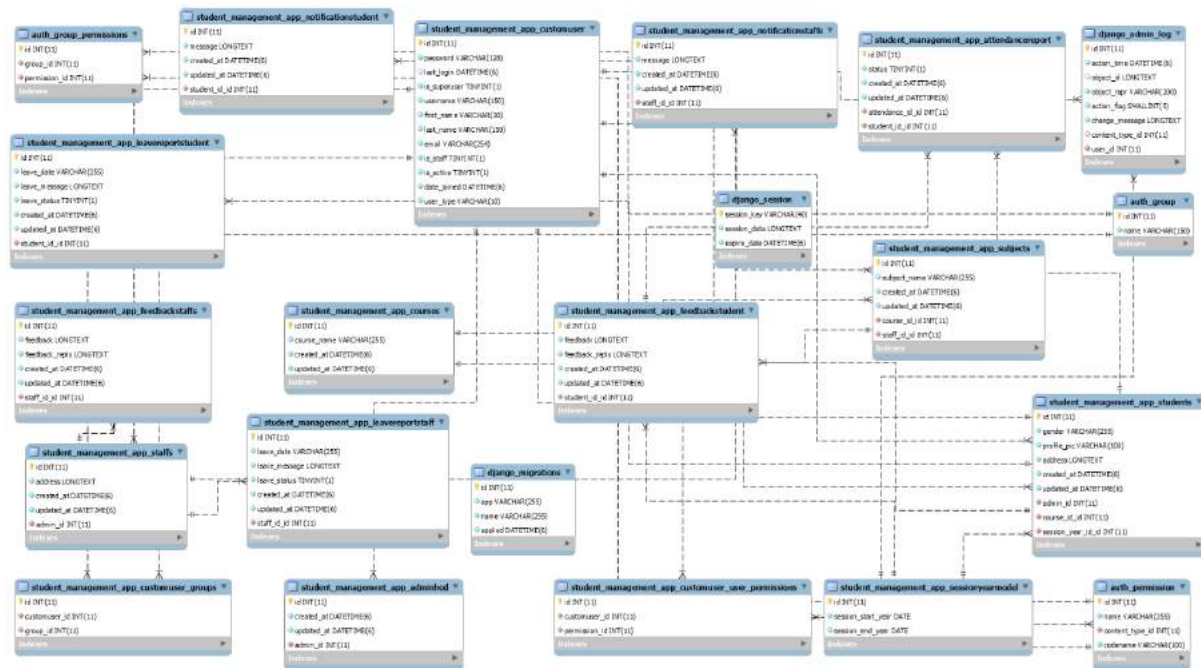 auth_group_permissions
id INT(11)
group_id INT(11)
permission_id INT(11)
Indexes
student_management_app_notificationstudent
id INT(11)
message LONGTEXT
created_at DATETIME(6)
updated_at DATETIME(6)
student_id_id INT(11)
Indexes
student_management_app_customuser
id INT(11)
password VARCHAR(128)
last_login DATETIME(6)
is_superuser TINYINT(1)
username VARCHAR(150)
first_name VARCHAR(30)
last_name VARCHAR(150)
email VARCHAR(254)
is_staff TINYINT(1)
is_active TINYINT(1)
date_joined DATETIME(6)
user_type VARCHAR(10)
Indexes
student_management_app_notificationstaffs
id INT(11)
message LONGTEXT
created_at DATETIME(6)
updated_at DATETIME(6)
staff_id_id INT(11)
Indexes
student_management_app_attendancereport
id INT(11)
status TINYINT(1)
created_at DATETIME(6)
updated_at DATETIME(6)
attendance_id_id INT(11)
student_id_id INT(11)
Indexes
django_admin_log
id INT(11)
action_time DATETIME(6)
object_id LONGTEXT
object_repr VARCHAR(200)
action_flag SMALLINT(5)
change_message LONGTEXT
content_type_id INT(11)
user_id INT(11)
Indexes
student_management_app_leavereportstudent
id INT(11)
leave_date VARCHAR(255)
leave_message LONGTEXT
leave_status TINYINT(1)
created_at DATETIME(6)
updated_at DATETIME(6)
student_id_id INT(11)
Indexes
django_session
session_key VARCHAR(40)
session_data LONGTEXT
expire_date DATETIME(6)
Indexes
auth_group
id INT(11)
name VARCHAR(150)
Indexes
student_management_app_subjects
id INT(11)
subject_name VARCHAR(255)
created_at DATETIME(6)
updated_at DATETIME(6)
course_id_id INT(11)
staff_id_id INT(11)
Indexes
student_management_app_feedbackstaffs
id INT(11)
feedback LONGTEXT
feedback_reply LONGTEXT
created_at DATETIME(6)
updated_at DATETIME(6)
staff_id_id INT(11)
Indexes
student_management_app_courses
id INT(11)
course_name VARCHAR(255)
created_at DATETIME(6)
updated_at DATETIME(6)
Indexes
student_management_app_feedbackstudent
id INT(11)
feedback LONGTEXT
feedback_reply LONGTEXT
created_at DATETIME(6)
updated_at DATETIME(6)
student_id_id INT(11)
Indexes
student_management_app_students
id INT(11)
gender VARCHAR(255)
profile_pic VARCHAR(100)
address LONGTEXT
created_at DATETIME(6)
updated_at DATETIME(6)
admin_id INT(11)
course_id_id INT(11)
session_year_id_id INT(11)
Indexes
student_management_app_staffs
id INT(11)
address LONGTEXT
created_at DATETIME(6)
updated_at DATETIME(6)
admin_id INT(11)
Indexes
student_management_app_leavereportstaff
id INT(11)
leave_date VARCHAR(255)
leave_message LONGTEXT
leave_status TINYINT(1)
created_at DATETIME(6)
updated_at DATETIME(6)
staff_id_id INT(11)
Indexes
django_migrations
id INT(11)
app VARCHAR(255)
name VARCHAR(255)
applied DATETIME(6)
Indexes
student_management_app_customuser_groups
id INT(11)
customuser_id INT(11)
group_id INT(11)
Indexes
student_management_app_adminhod
id INT(11)
created_at DATETIME(6)
updated_at DATETIME(6)
admin_id INT(11)
Indexes
student_management_app_customuser_user_permissions
id INT(11)
customuser_id INT(11)
permission_id INT(11)
Indexes
student_management_app_sessionyearmodel
id INT(11)
session_start_year DATE
session_end_year DATE
Indexes
auth_permission
id INT(11)
name VARCHAR(255)
content_type_id INT(11)
codename VARCHAR(100)
Indexes